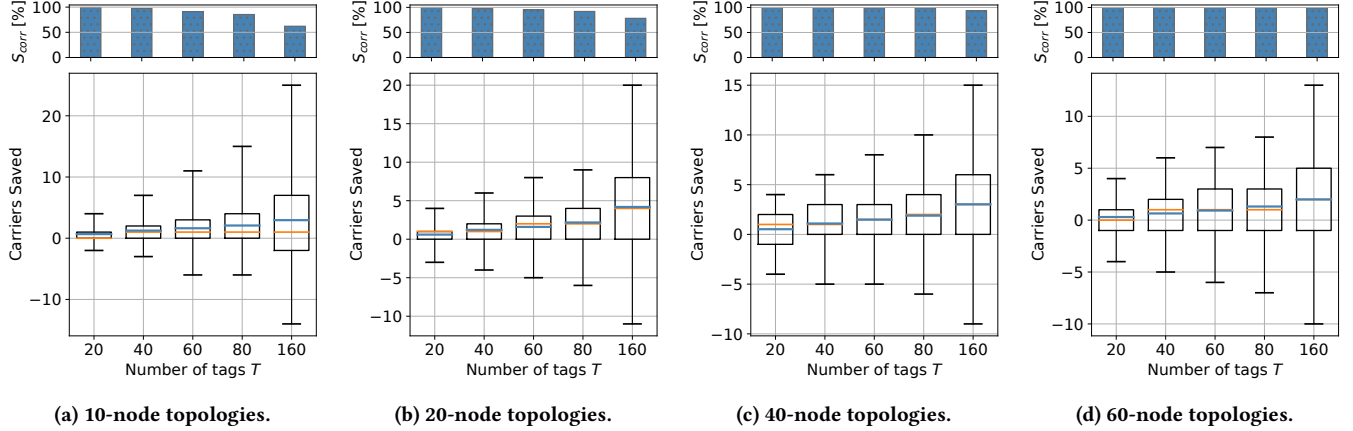 S_corr [%]
100
50
0
Carriers Saved
20
10
0
−10
20 40 60 80 160
Number of tags T
(a) 10-node topologies.
S_corr [%]
100
50
0
Carriers Saved
20
15
10
5
0
−5
−10
20 40 60 80 160
Number of tags T
(b) 20-node topologies.
S_corr [%]
100
50
0
Carriers Saved
15
10
5
0
−5
−10
20 40 60 80 160
Number of tags T
(c) 40-node topologies.
S_corr [%]
100
50
0
Carriers Saved
10
5
0
−5
−10
20 40 60 80 160
Number of tags T
(d) 60-node topologies.